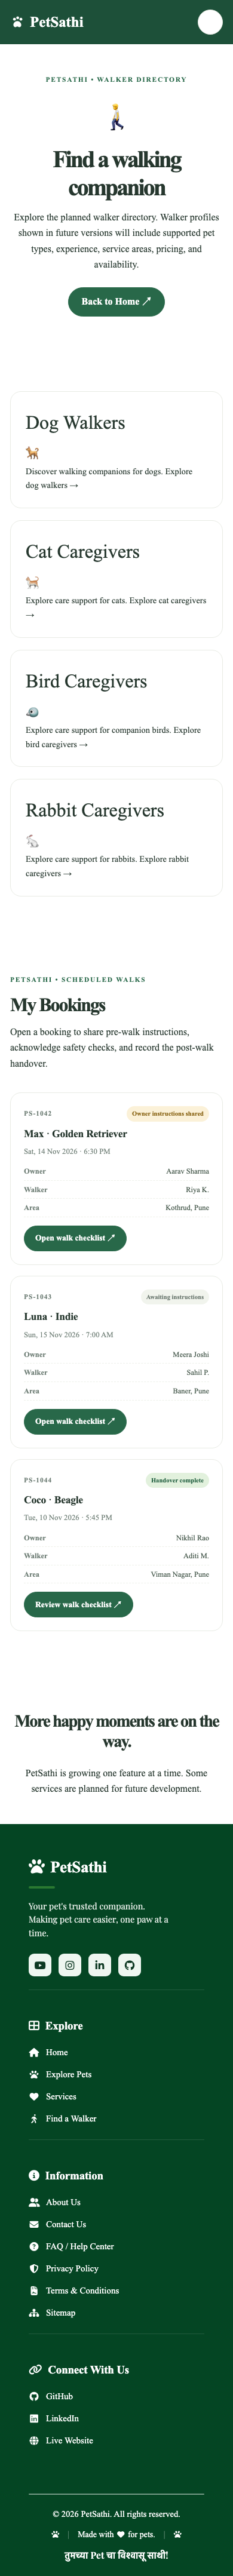 PetSathi
PETSATHI • WALKER DIRECTORY
Find a walking
companion
Explore the planned walker directory. Walker profiles
shown in future versions will include supported pet
types, experience, service areas, pricing, and
availability.
Back to Home ↗
Dog Walkers
Discover walking companions for dogs. Explore
dog walkers →
Cat Caregivers
Explore care support for cats. Explore cat caregivers
→
Bird Caregivers
Explore care support for companion birds. Explore
bird caregivers →
Rabbit Caregivers
Explore care support for rabbits. Explore rabbit
caregivers →
PETSATHI • SCHEDULED WALKS
My Bookings
Open a booking to share pre-walk instructions,
acknowledge safety checks, and record the post-walk
handover.
PS-1042 Owner instructions shared
Max · Golden Retriever
Sat, 14 Nov 2026 · 6:30 PM
Owner Aarav Sharma
Walker Riya K.
Area Kothrud, Pune
Open walk checklist ↗
PS-1043 Awaiting instructions
Luna · Indie
Sun, 15 Nov 2026 · 7:00 AM
Owner Meera Joshi
Walker Sahil P.
Area Baner, Pune
Open walk checklist ↗
PS-1044 Handover complete
Coco · Beagle
Tue, 10 Nov 2026 · 5:45 PM
Owner Nikhil Rao
Walker Aditi M.
Area Viman Nagar, Pune
Review walk checklist ↗
More happy moments are on the
way.
PetSathi is growing one feature at a time. Some
services are planned for future development.
PetSathi
Your pet's trusted companion.
Making pet care easier, one paw at a
time.
Explore
Home
Explore Pets
Services
Find a Walker
Information
About Us
Contact Us
FAQ / Help Center
Privacy Policy
Terms & Conditions
Sitemap
Connect With Us
GitHub
LinkedIn
Live Website
© 2026 PetSathi. All rights reserved.
| Made with ♥ for pets. |
तुमच्या Pet चा विश्वासू साथी!